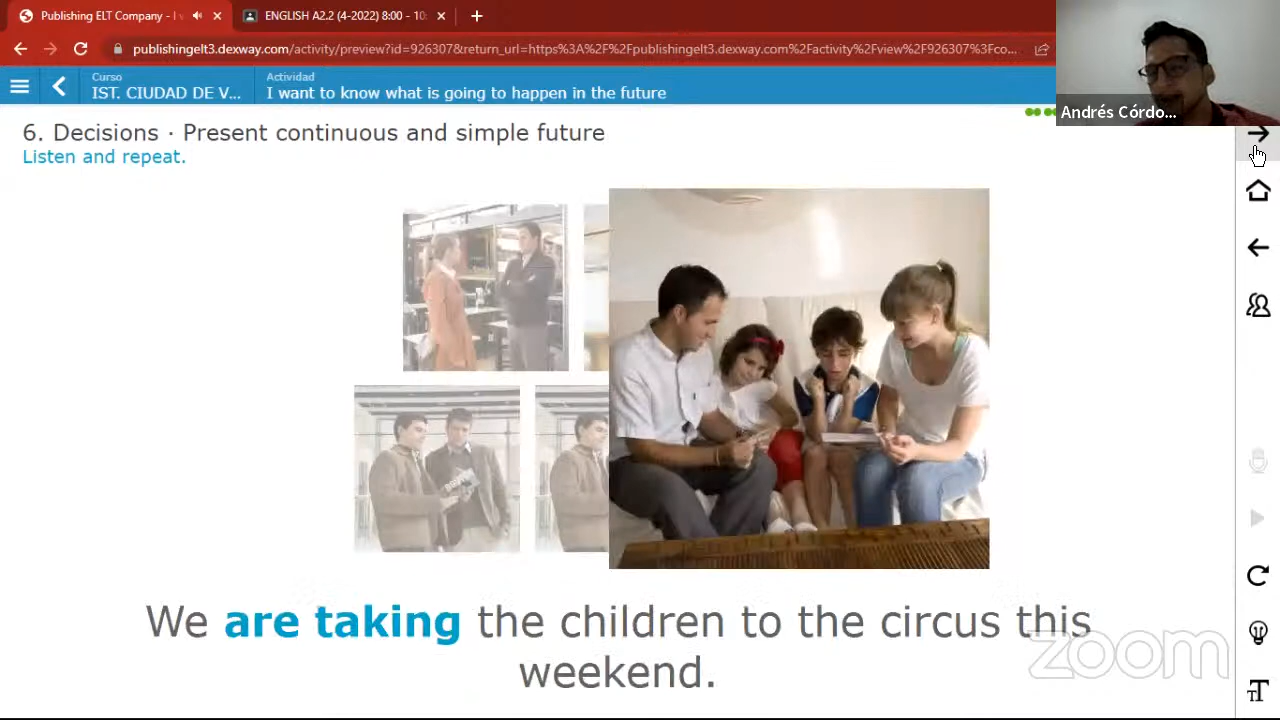 Publishing ELT Company - I
ENGLISH A2.2 (4-2022) 8:00 - 10:
publishingelt3.dexway.com/activity/preview?id=926307&return_url=https%3A%2F%2Fpublishingelt3.dexway.com%2Factivity%2Fview%2F926307%3Fco...
Curso
IST. CIUDAD DE V...
Actividad
I want to know what is going to happen in the future
Andrés Córdo...
6. Decisions · Present continuous and simple future
Listen and repeat.
We are taking the children to the circus this
weekend.
zoom